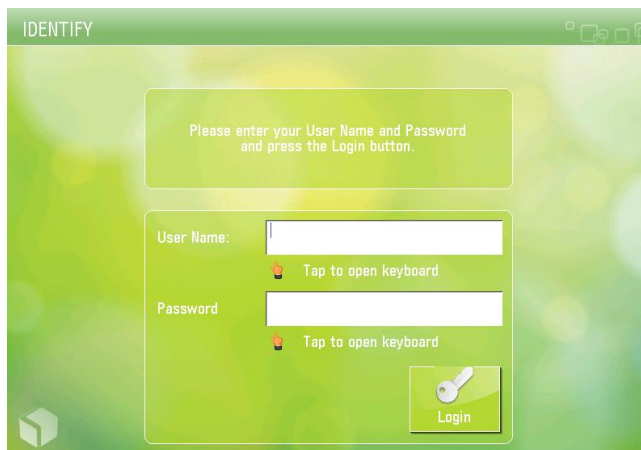 IDENTIFY
Please enter your User Name and Password
and press the Login button.
User Name:
Tap to open keyboard
Password
Tap to open keyboard
Login